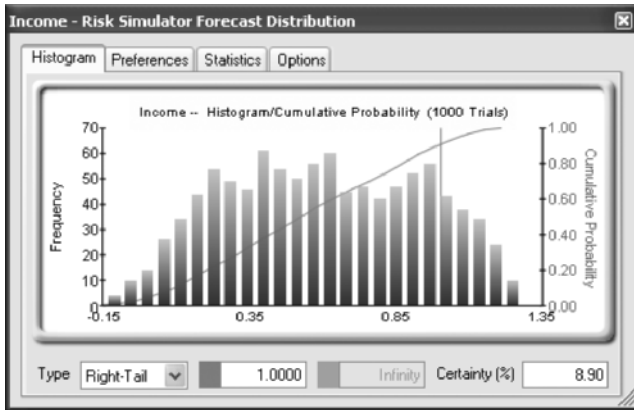 Income - Risk Simulator Forecast Distribution
Histogram Preferences Statistics Options
Income -- Histogram/Cumulative Probability (1000 Trials)
Frequency
70
60
50
40
30
20
10
0
-0.15 0.35 0.85 1.35
1.00
0.80
0.60
0.40
0.20
0.00
Cumulative Probability
Type Right-Tail 1.0000 Infinity Certainty (%) 8.90